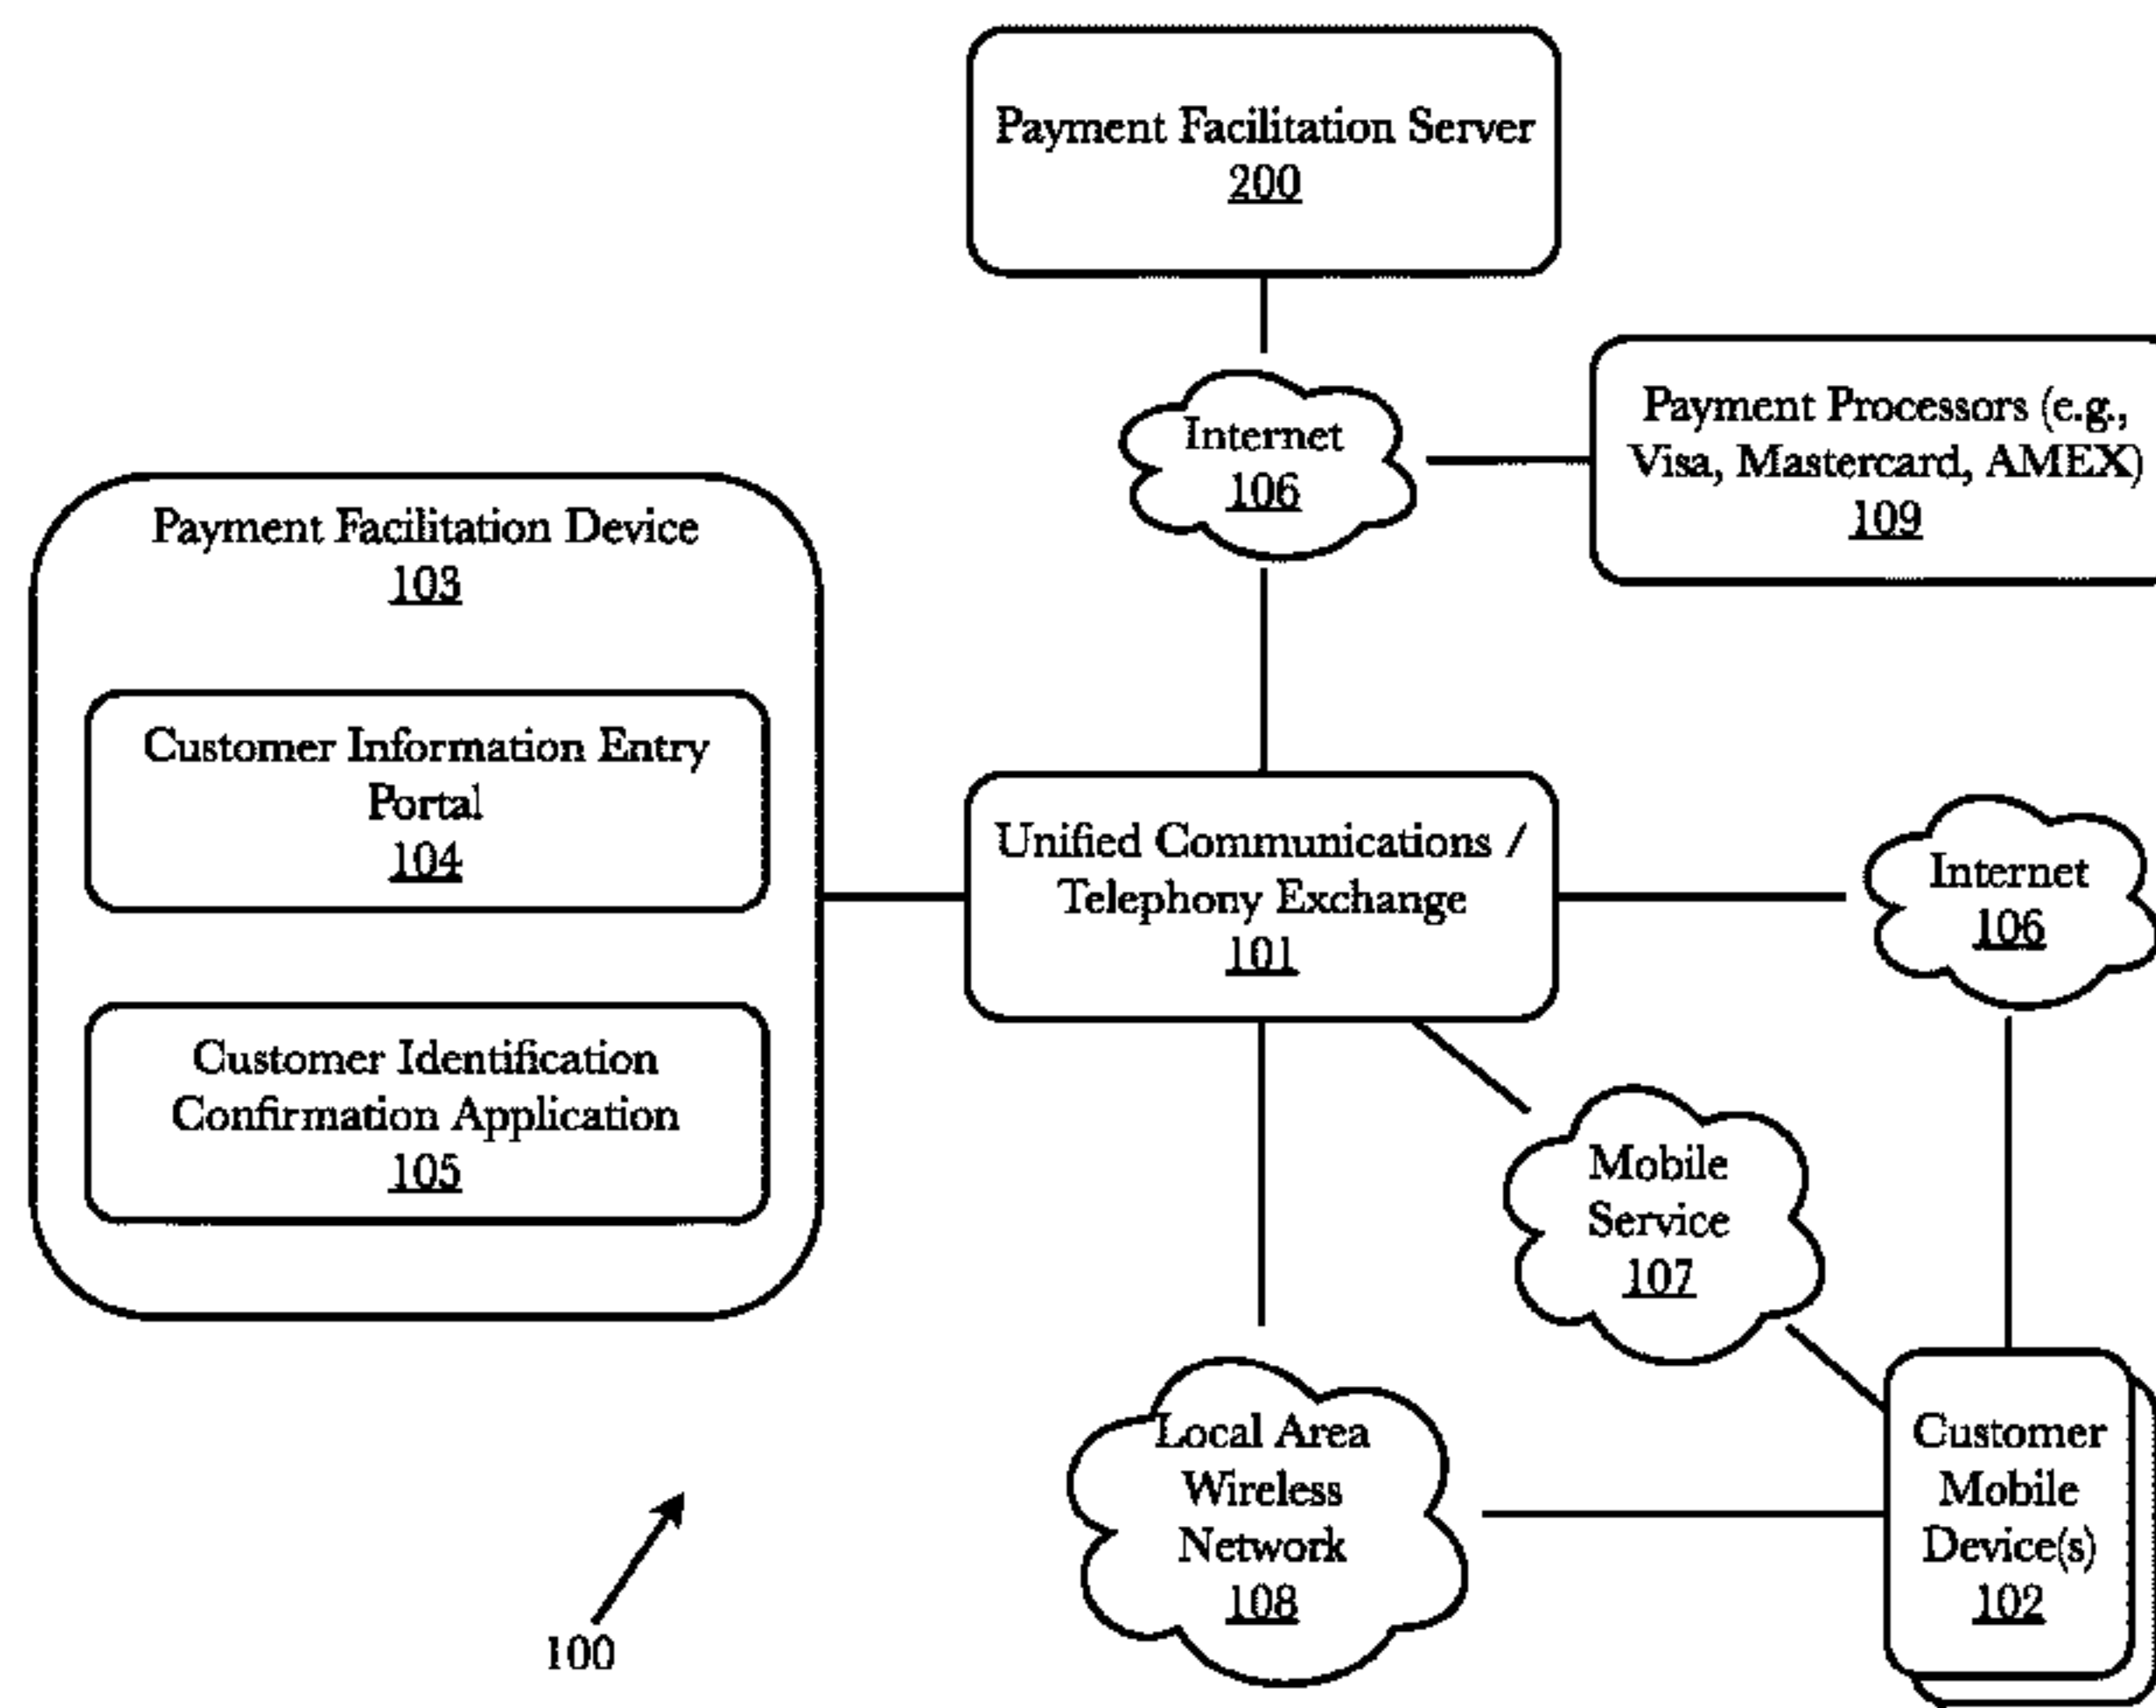 Payment Facilitation Server
200
Internet
106
Payment Processors (e.g.,
Visa, Mastercard, AMEX)
109
Payment Facilitation Device
103
Customer Information Entry
Portal
104
Customer Identification
Confirmation Application
105
Unified Communications /
Telephony Exchange
101
Internet
106
Mobile
Service
107
Local Area
Wireless
Network
108
Customer
Mobile
Device(s)
102
100